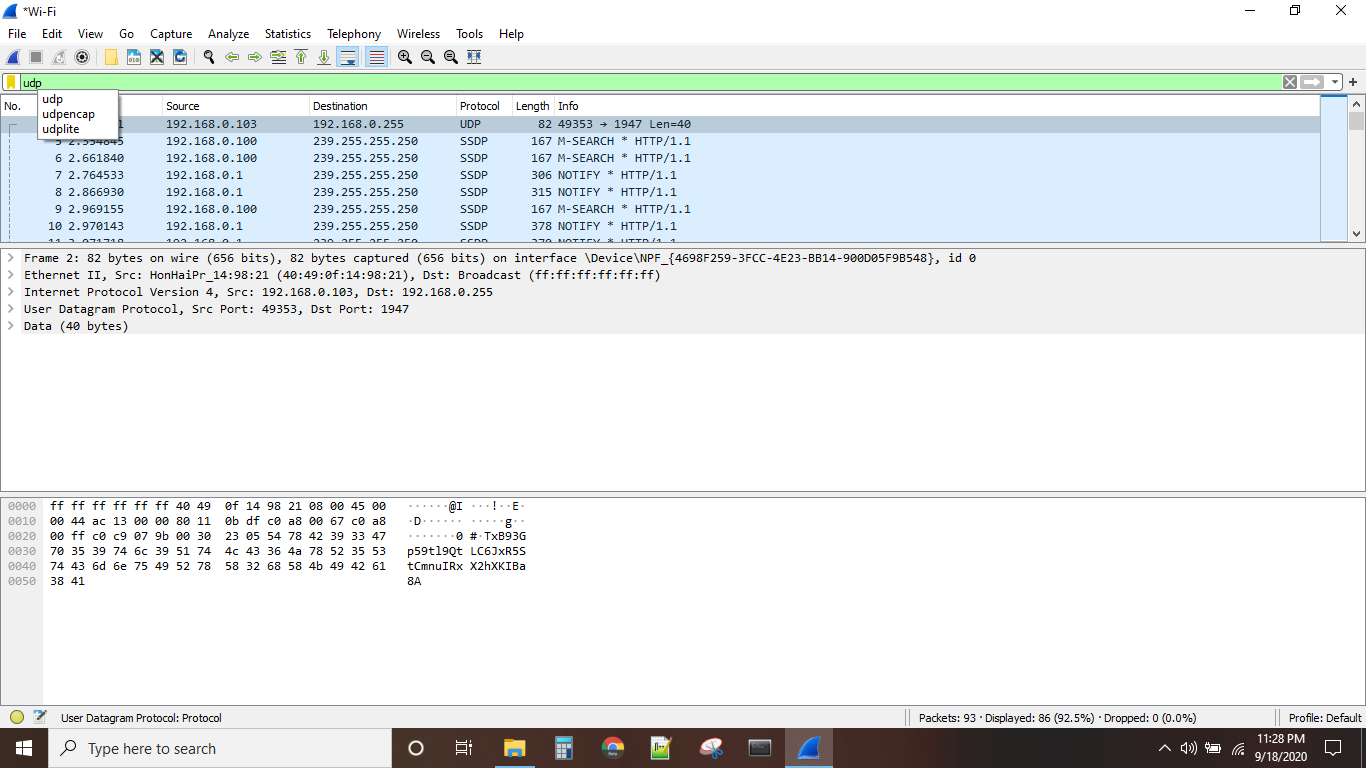 *Wi-Fi
File Edit View Go Capture Analyze Statistics Telephony Wireless Tools Help
udp
udp
udpencap
udplite
No. Source Destination Protocol Length Info
1 192.168.0.103 192.168.0.255 UDP 82 49353 → 1947 Len=40
5 2.554845 192.168.0.100 239.255.255.250 SSDP 167 M-SEARCH * HTTP/1.1
6 2.661840 192.168.0.100 239.255.255.250 SSDP 167 M-SEARCH * HTTP/1.1
7 2.764533 192.168.0.1 239.255.255.250 SSDP 306 NOTIFY * HTTP/1.1
8 2.866930 192.168.0.1 239.255.255.250 SSDP 315 NOTIFY * HTTP/1.1
9 2.969155 192.168.0.100 239.255.255.250 SSDP 167 M-SEARCH * HTTP/1.1
10 2.970143 192.168.0.1 239.255.255.250 SSDP 378 NOTIFY * HTTP/1.1
Frame 2: 82 bytes on wire (656 bits), 82 bytes captured (656 bits) on interface \Device\NPF_{4698F259-3FCC-4E23-BB14-900D05F9B548}, id 0
Ethernet II, Src: HonHaiPr_14:98:21 (40:49:0f:14:98:21), Dst: Broadcast (ff:ff:ff:ff:ff:ff)
Internet Protocol Version 4, Src: 192.168.0.103, Dst: 192.168.0.255
User Datagram Protocol, Src Port: 49353, Dst Port: 1947
Data (40 bytes)
0000 ff ff ff ff ff ff 40 49 0f 14 98 21 08 00 45 00 ······@I ···!··E·
0010 00 44 ac 13 00 00 80 11 0b df c0 a8 00 67 c0 a8 ·D······ ·····g··
0020 00 ff c0 c9 07 9b 00 30 23 05 54 78 42 39 33 47 ·······0 #·TxB93G
0030 70 35 39 74 6c 39 51 74 4c 43 36 4a 78 52 35 53 p59tl9Qt LC6JxR5S
0040 74 43 6d 6e 75 49 52 78 58 32 68 58 4b 49 42 61 tCmnuIRx X2hXKIBa
0050 38 41 8A
User Datagram Protocol: Protocol Packets: 93 · Displayed: 86 (92.5%) · Dropped: 0 (0.0%) Profile: Default
Type here to search
11:28 PM
9/18/2020